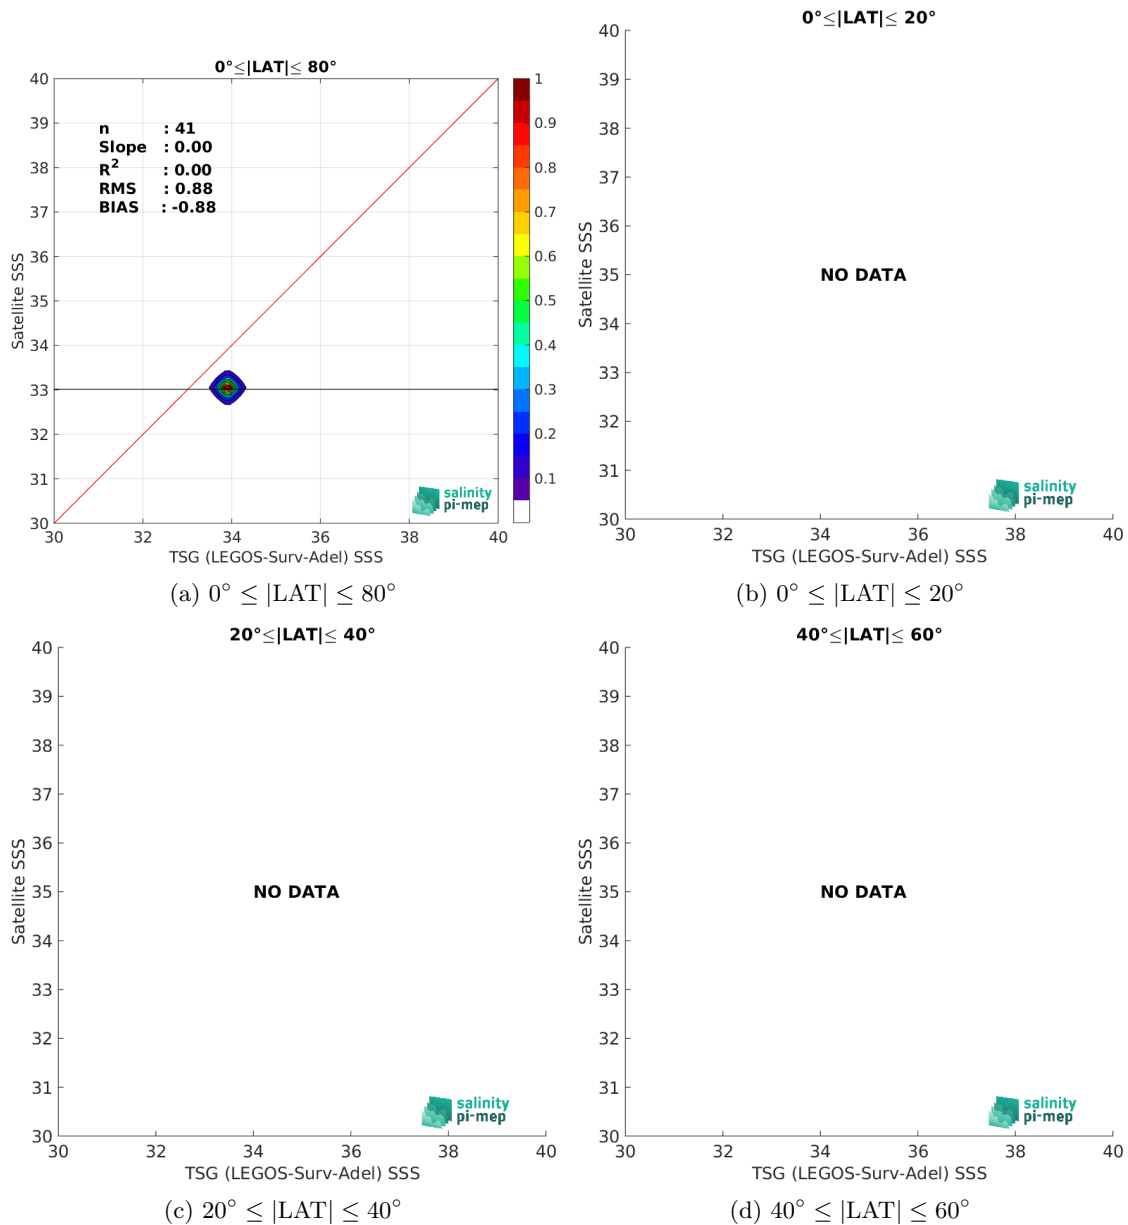 0°≤|LAT|≤ 80°
40
39
38
37
36
35
34
33
32
31
30
Satellite SSS
n : 41
Slope : 0.00
R² : 0.00
RMS : 0.88
BIAS : -0.88
1
0.9
0.8
0.7
0.6
0.5
0.4
0.3
0.2
0.1
salinity
pi-mep
30 32 34 36 38 40
TSG (LEGOS-Surv-Adel) SSS
(a) 0° ≤ |LAT| ≤ 80°
0°≤|LAT|≤ 20°
40
39
38
37
36
35
34
33
32
31
30
Satellite SSS
NO DATA
salinity
pi-mep
30 32 34 36 38 40
TSG (LEGOS-Surv-Adel) SSS
(b) 0° ≤ |LAT| ≤ 20°
20°≤|LAT|≤ 40°
40
39
38
37
36
35
34
33
32
31
30
Satellite SSS
NO DATA
salinity
pi-mep
30 32 34 36 38 40
TSG (LEGOS-Surv-Adel) SSS
(c) 20° ≤ |LAT| ≤ 40°
40°≤|LAT|≤ 60°
40
39
38
37
36
35
34
33
32
31
30
Satellite SSS
NO DATA
salinity
pi-mep
30 32 34 36 38 40
TSG (LEGOS-Surv-Adel) SSS
(d) 40° ≤ |LAT| ≤ 60°